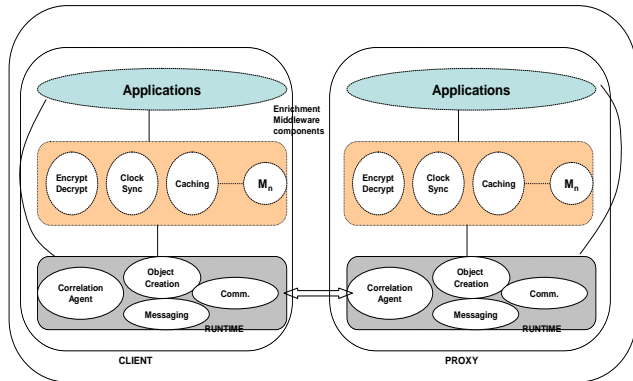 Applications
Applications
Enrichment
Middleware
components
Encrypt
Decrypt
Clock
Sync
Caching
Mn
Encrypt
Decrypt
Clock
Sync
Caching
Mn
Correlation
Agent
Object
Creation
Comm.
Messaging
RUNTIME
Correlation
Agent
Object
Creation
Comm.
Messaging
RUNTIME
CLIENT
PROXY